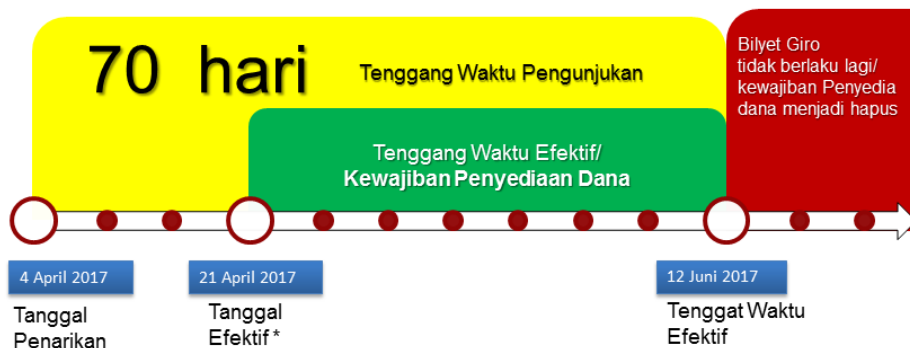 70 hari
Tenggang Waktu Pengunjukan
Bilyet Giro
tidak berlaku lagi/
kewajiban Penyedia
dana menjadi hapus
Tenggang Waktu Efektif/
Kewajiban Penyediaan Dana
4 April 2017
21 April 2017
12 Juni 2017
Tanggal
Penarikan
Tanggal
Efektif *
Tenggat Waktu
Efektif